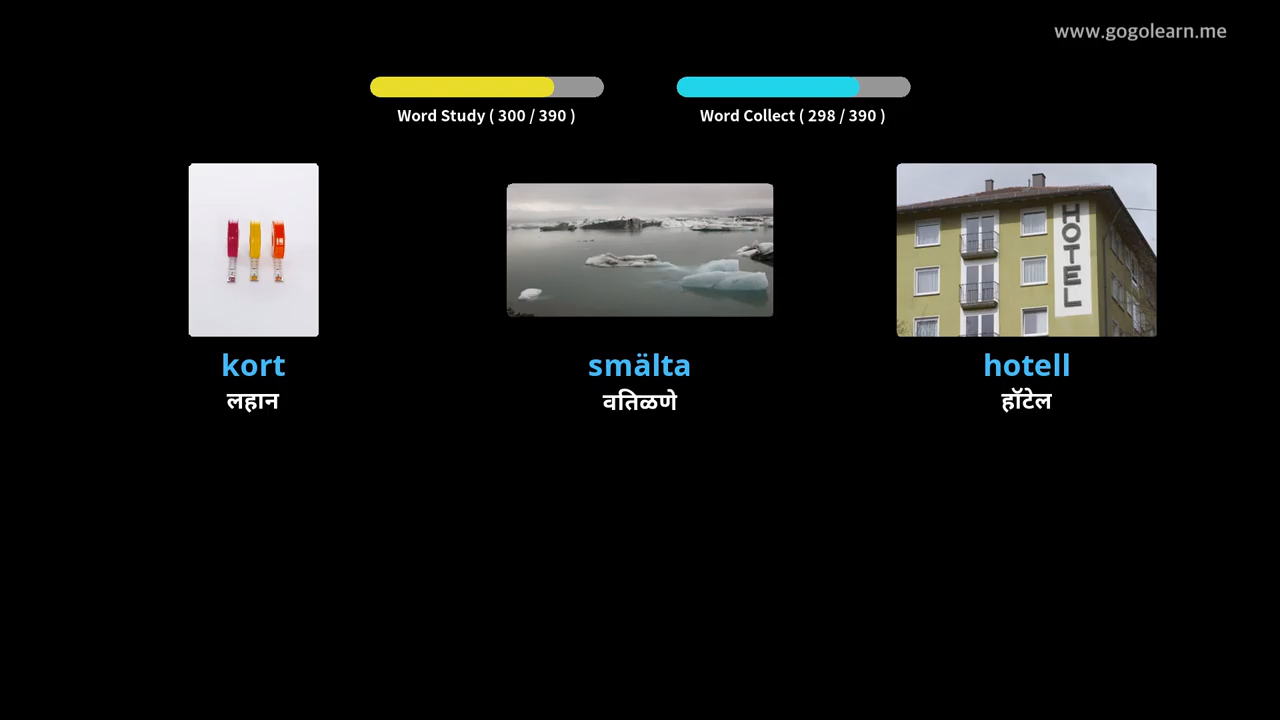 www.gogolearn.me
Word Study ( 300 / 390 )
Word Collect ( 298 / 390 )
HOTEL
kort
smälta
hotell
लहान
वतिळणे
हॉटेल